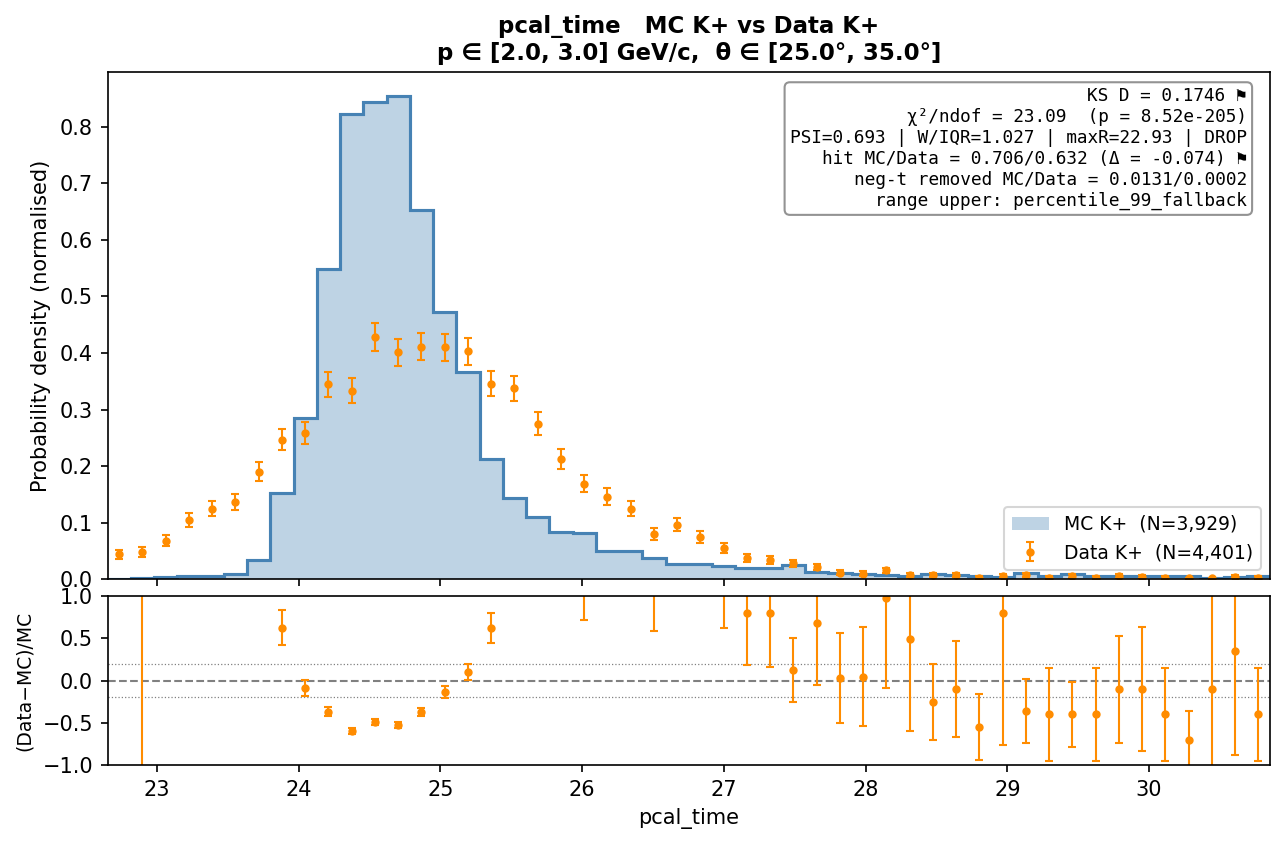 pcal_time   MC K+ vs Data K+
p ∈ [2.0, 3.0] GeV/c,  θ ∈ [25.0°, 35.0°]
KS D = 0.1746 ⚑
χ²/ndof = 23.09  (p = 8.52e-205)
PSI=0.693 | W/IQR=1.027 | maxR=22.93 | DROP
hit MC/Data = 0.706/0.632 (Δ = -0.074) ⚑
neg-t removed MC/Data = 0.0131/0.0002
range upper: percentile_99_fallback
Probability density (normalised)
0.8
0.7
0.6
0.5
0.4
0.3
0.2
0.1
0.0
MC K+  (N=3,929)
Data K+  (N=4,401)
(Data−MC)/MC
1.0
0.5
0.0
−0.5
−1.0
23 24 25 26 27 28 29 30
pcal_time